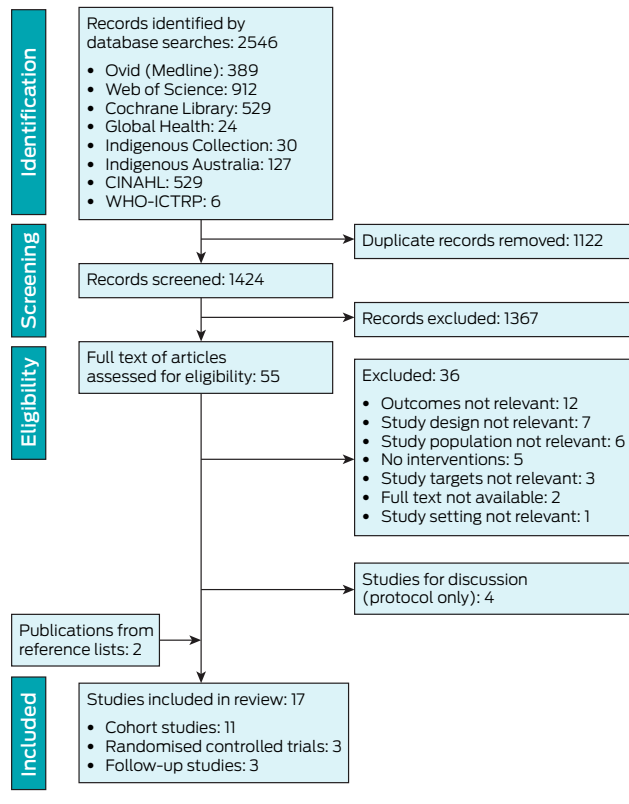 Identification
Records identified by
database searches: 2546
• Ovid (Medline): 389
• Web of Science: 912
• Cochrane Library: 529
• Global Health: 24
• Indigenous Collection: 30
• Indigenous Australia: 127
• CINAHL: 529
• WHO-ICTRP: 6
Duplicate records removed: 1122
Screening
Records screened: 1424
Records excluded: 1367
Eligibility
Full text of articles
assessed for eligibility: 55
Excluded: 36
• Outcomes not relevant: 12
• Study design not relevant: 7
• Study population not relevant: 6
• No interventions: 5
• Study targets not relevant: 3
• Full text not available: 2
• Study setting not relevant: 1
Studies for discussion
(protocol only): 4
Publications from
reference lists: 2
Included
Studies included in review: 17
• Cohort studies: 11
• Randomised controlled trials: 3
• Follow-up studies: 3